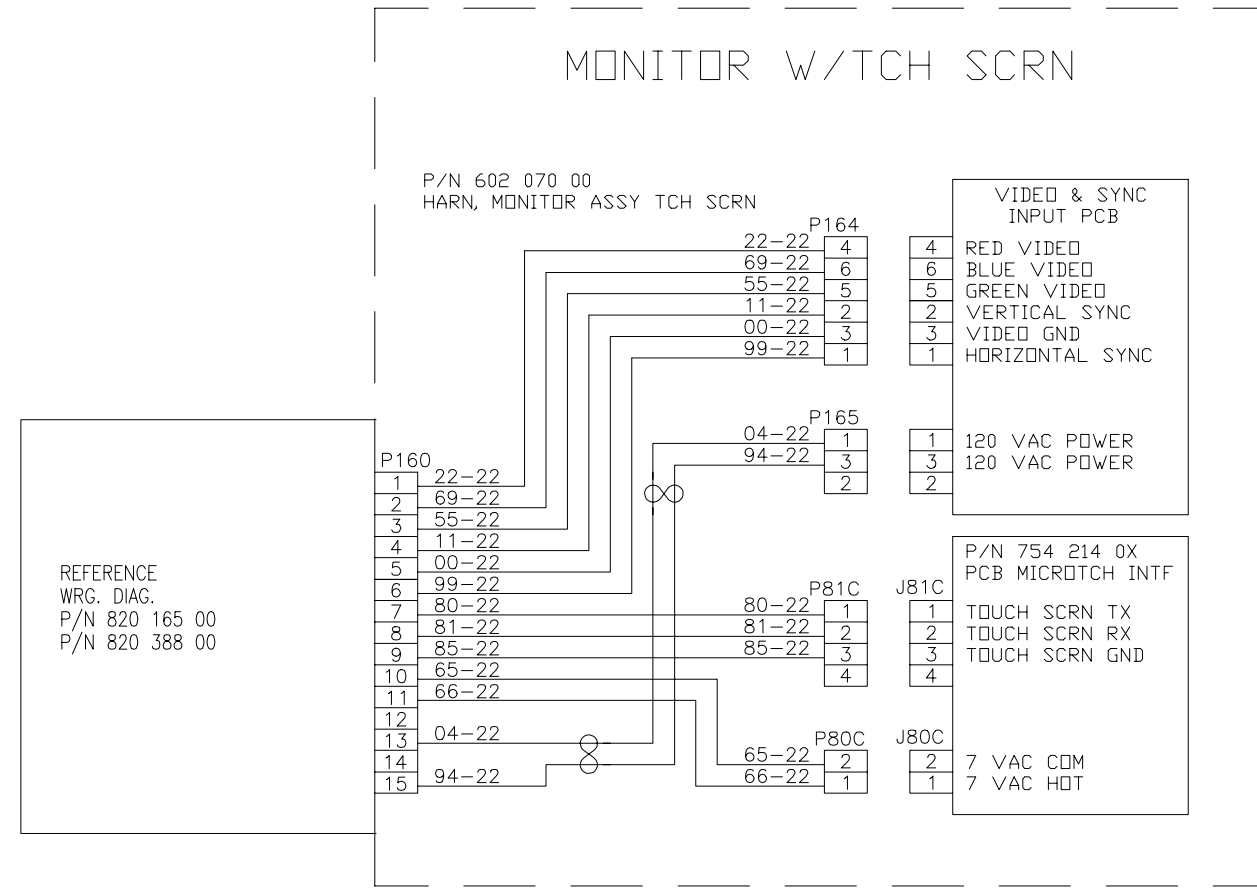 MONITOR W/TCH SCRN
P/N 602 070 00
HARN, MONITOR ASSY TCH SCRN
VIDEO & SYNC
INPUT PCB
P164
22-22 4 4 RED VIDEO
69-22 6 6 BLUE VIDEO
55-22 5 5 GREEN VIDEO
11-22 2 2 VERTICAL SYNC
00-22 3 3 VIDEO GND
99-22 1 1 HORIZONTAL SYNC
P165
04-22 1 1 120 VAC POWER
94-22 3 3 120 VAC POWER
2 2
P160
1 22-22
2 69-22
3 55-22
4 11-22
5 00-22
6 99-22
7 80-22
8 81-22
9 85-22
10 65-22
11 66-22
12
13 04-22
14
15 94-22
REFERENCE
WRG. DIAG.
P/N 820 165 00
P/N 820 388 00
P/N 754 214 0X
PCB MICROTCH INTF
P81C J81C
80-22 1 1 TOUCH SCRN TX
81-22 2 2 TOUCH SCRN RX
85-22 3 3 TOUCH SCRN GND
4 4
P80C J80C
65-22 2 2 7 VAC COM
66-22 1 1 7 VAC HOT